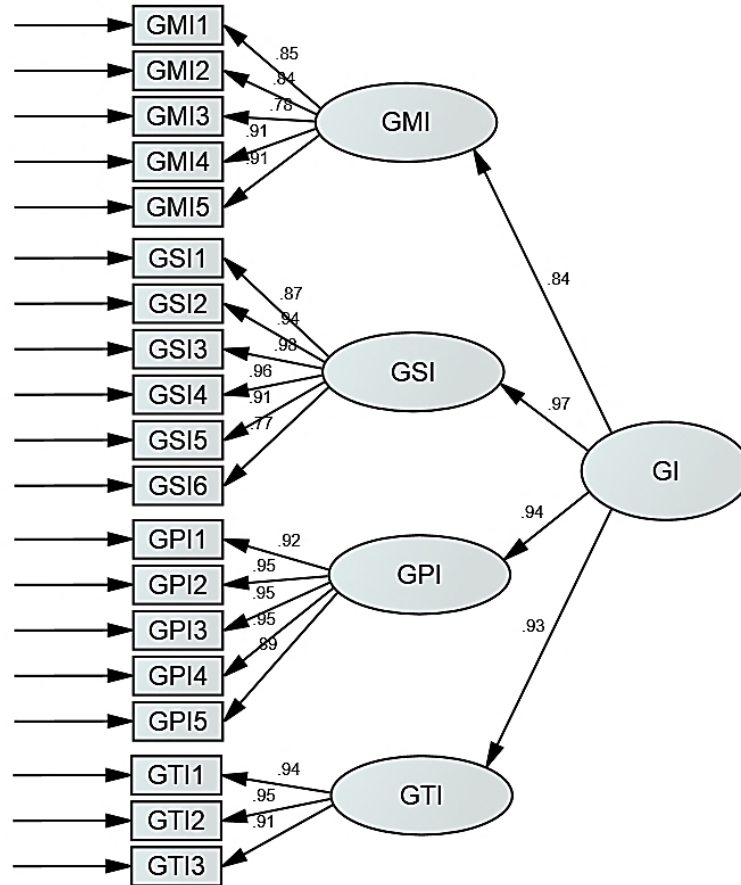 GMI1
.85
GMI2
.84
GMI3
.78
GMI
GMI4
.91
GMI5
.91
.84
GSI1
.87
GSI2
.94
GSI3
.98
GSI
GSI4
.96
GSI5
.91
GSI6
.77
.97
GI
GPI1
.92
.94
GPI2
.95
GPI
GPI3
.95
GPI4
.95
GPI5
.89
.93
GTI1
.94
GTI2
.95
GTI
GTI3
.91